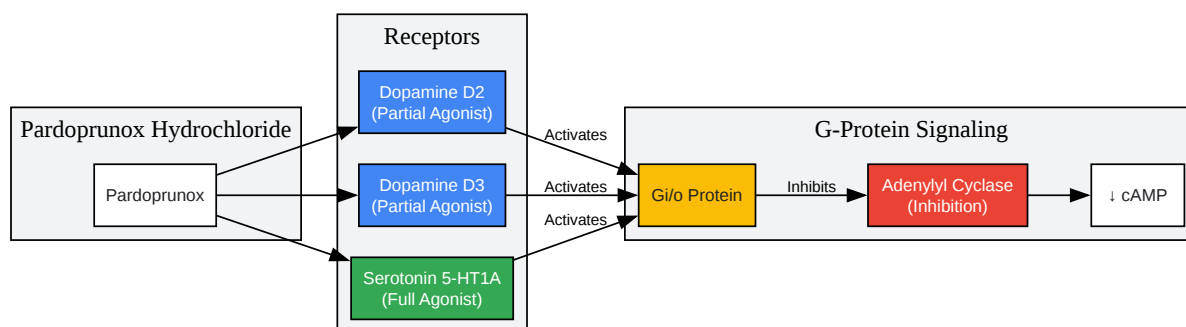 Receptors
Dopamine D2
(Partial Agonist)
Pardoprunox Hydrochloride
G-Protein Signaling
Activates
Pardoprunox
Dopamine D3
(Partial Agonist)
Activates
Gi/o Protein
Inhibits
Adenylyl Cyclase
(Inhibition)
↓ cAMP
Activates
Serotonin 5-HT1A
(Full Agonist)